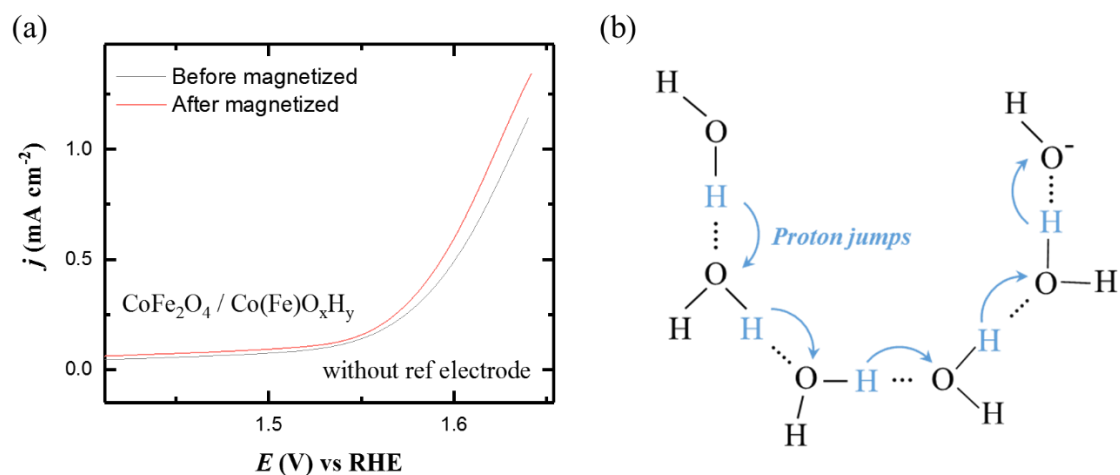 (a)
Before magnetized
After magnetized
1.0
0.5
0.0
j (mA cm⁻²)
CoFe₂O₄ / Co(Fe)OₓHᵧ
without ref electrode
1.5
1.6
E (V) vs RHE
(b)
H
O
H
Proton jumps
O
H
H
O
H
H
O
H
H
O
H
H
O⁻
H